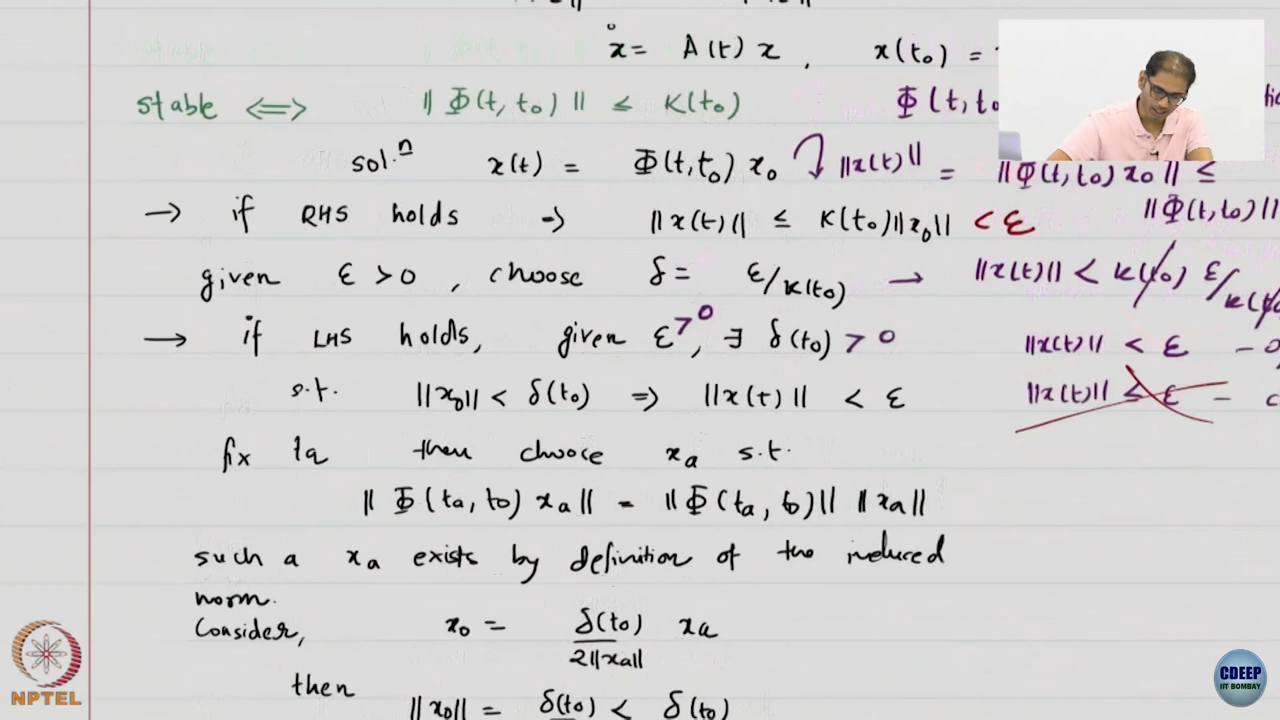 ẋ = A(t) x , x(t₀) =
stable ⟺ || Φ(t, t₀) || ≤ K(t₀) Φ(t, t₀
sol.ⁿ x(t) = Φ(t,t₀) x₀ ||x(t)|| = ||Φ(t,t₀) x₀|| ≤
→ if RHS holds ⇒ ||x(t)|| ≤ K(t₀)||x₀|| < ε ||Φ(t,t₀)||
given ε > 0 , choose δ = ε/K(t₀) → ||x(t)|| < K(t₀) ε/K(t₀)
→ if LHS holds, given ε > 0, ∃ δ(t₀) > 0 ||x(t)|| < ε –
s.t. ||x₀|| < δ(t₀) ⇒ ||x(t)|| < ε ||x(t)|| ≤ ε –
fix ta then choose xa s.t.
|| Φ(ta, t₀) xa || = || Φ(ta, t₀)|| ||xa||
such a xa exists by definition of the induced
norm.
Consider, x₀ = δ(t₀)/2||xa|| xa
then ||x₀|| = δ(t₀) < δ(t₀)
NPTEL
CDEEP
IIT BOMBAY